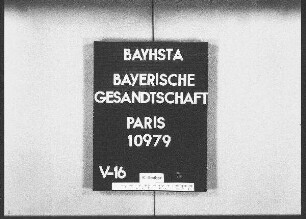 BAYHSTA
BAYERISCHE
GESANDTSCHAFT
PARIS
10979
V-16